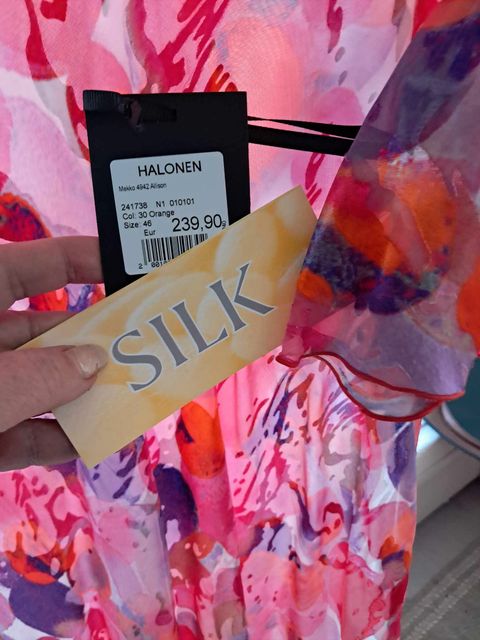 HALONEN
Mekko 4942 Allison
241738 N1 010101
Col: 30 Orange
Size: 46
Eur 239,90
SILK